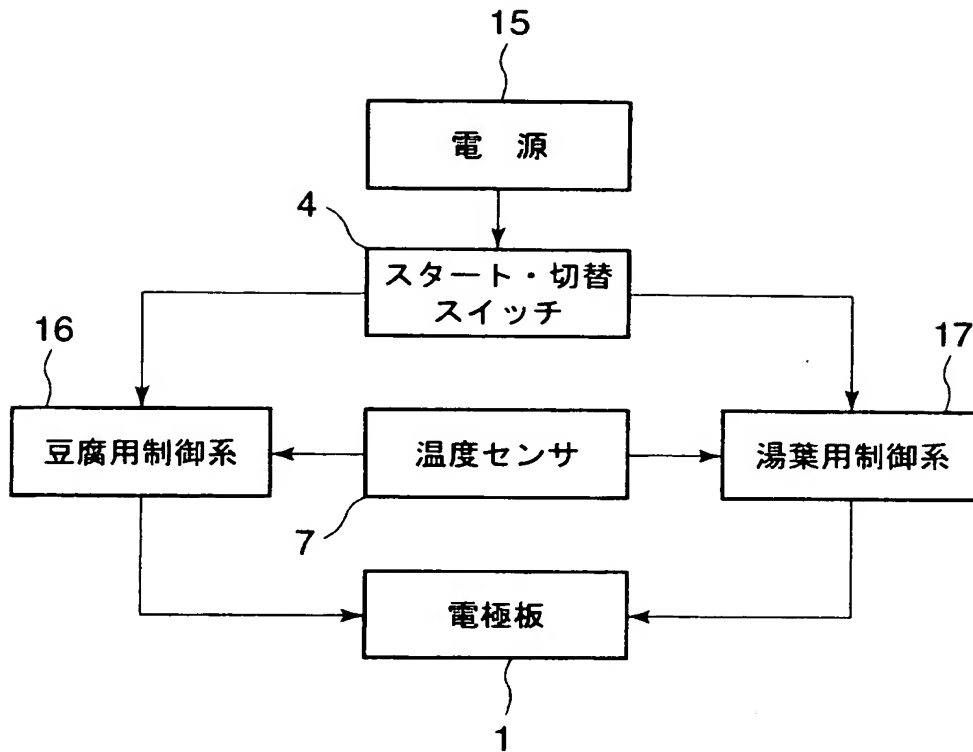 15
電 源
4
スタート・切替
スイッチ
16
17
豆腐用制御系
温度センサ
湯葉用制御系
7
電極板
1